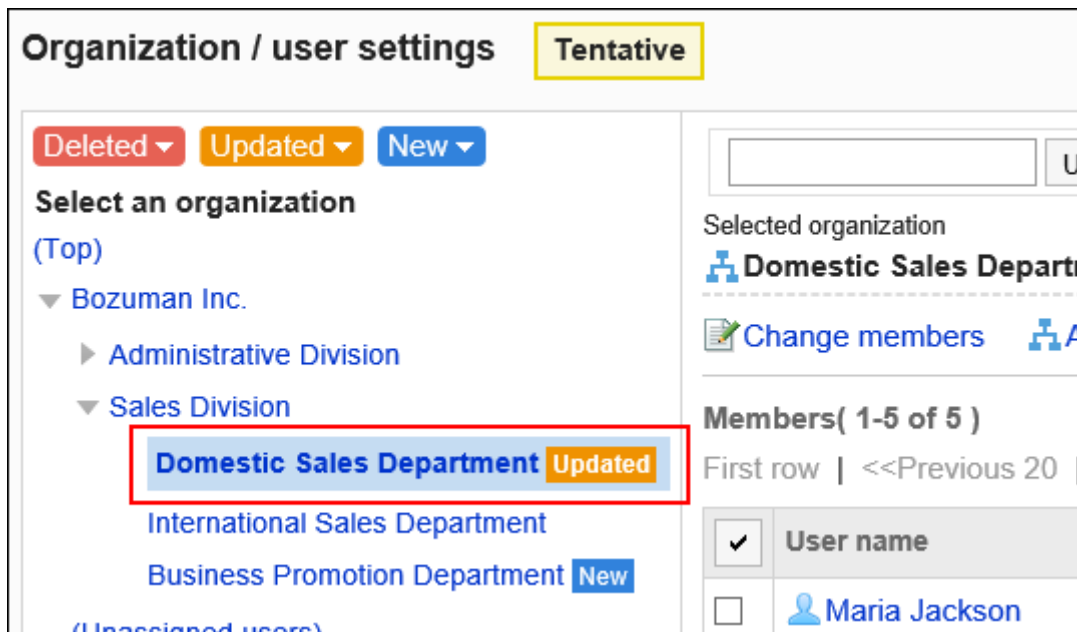 Organization / user settings Tentative
Deleted Updated New
Select an organization
(Top)
Bozuman Inc.
Administrative Division
Sales Division
Domestic Sales Department Updated
International Sales Department
Business Promotion Department New
(Unassigned users)
U
Selected organization
Domestic Sales Depart
Change members A
Members( 1-5 of 5 )
First row | <<Previous 20 |
User name
Maria Jackson